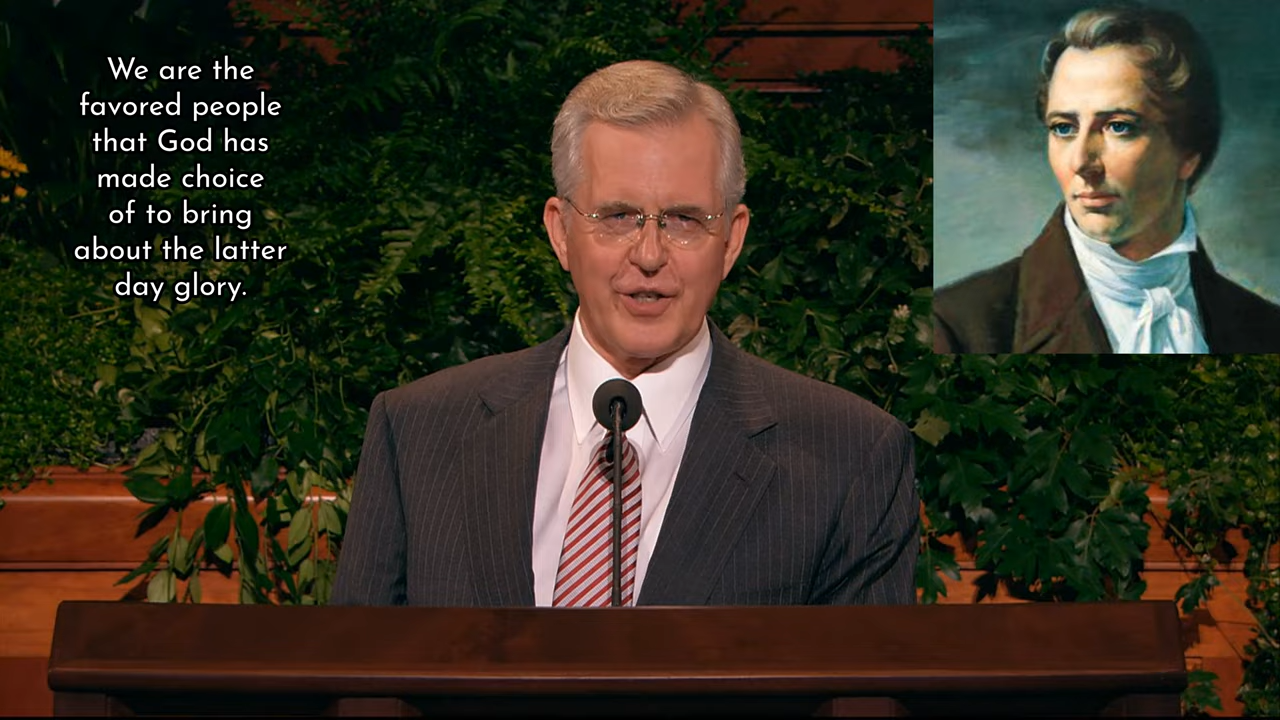 We are the
favored people
that God has
made choice
of to bring
about the latter
day glory.